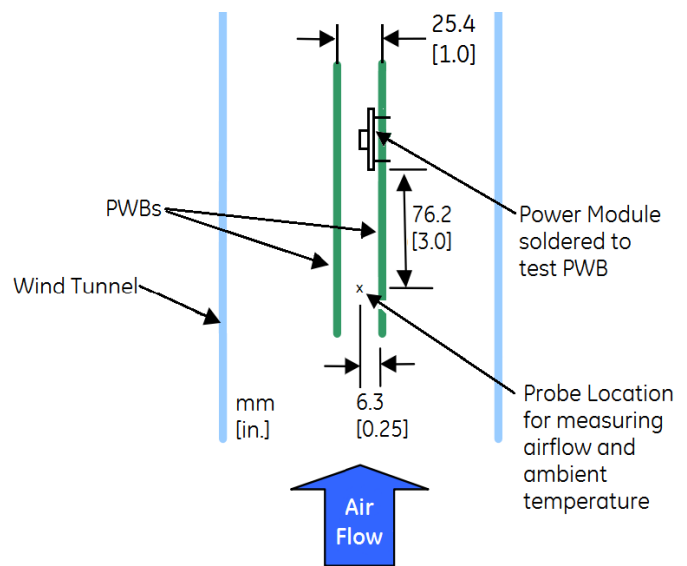 25.4
[1.0]
PWBs
76.2
[3.0]
Power Module
soldered to
test PWB
Wind Tunnel
x
mm
[in.]
6.3
[0.25]
Probe Location
for measuring
airflow and
ambient
temperature
Air
Flow